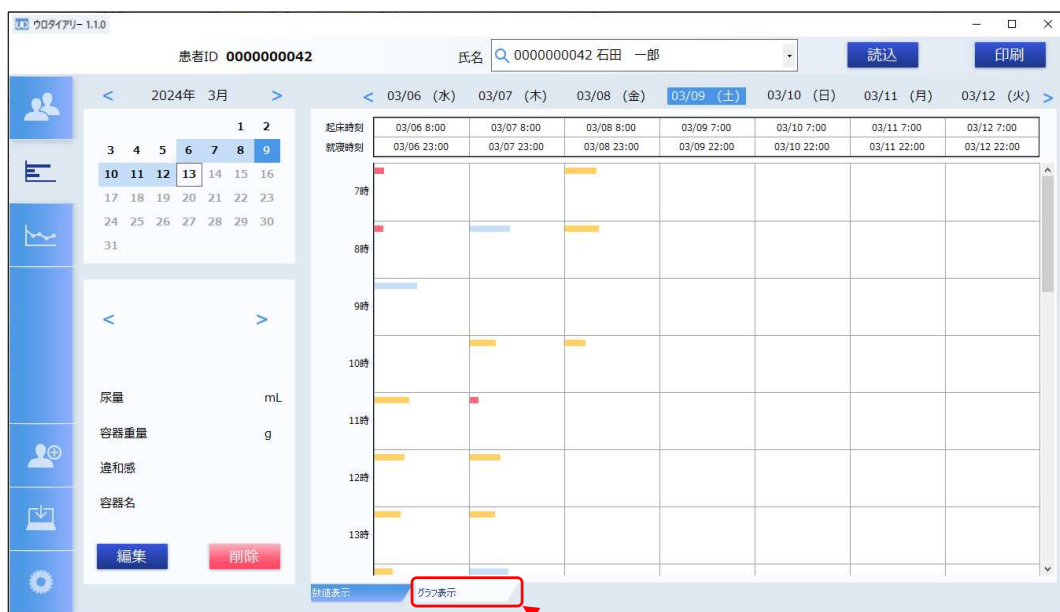 ウロダイアリー 1.1.0
患者ID 0000000042 氏名 0000000042 石田 一郎 読込 印刷
< 2024年 3月 >
1 2
3 4 5 6 7 8 9
10 11 12 13 14 15 16
17 18 19 20 21 22 23
24 25 26 27 28 29 30
31
< >
尿量 mL
容器重量 g
違和感
容器名
編集 削除
< 03/06 (水) 03/07 (木) 03/08 (金) 03/09 (土) 03/10 (日) 03/11 (月) 03/12 (火) >
起床時刻 03/06 8:00 03/07 8:00 03/08 8:00 03/09 7:00 03/10 7:00 03/11 7:00 03/12 7:00
就寝時刻 03/06 23:00 03/07 23:00 03/08 23:00 03/09 22:00 03/10 22:00 03/11 22:00 03/12 22:00
7時
8時
9時
10時
11時
12時
13時
数値表示 グラフ表示